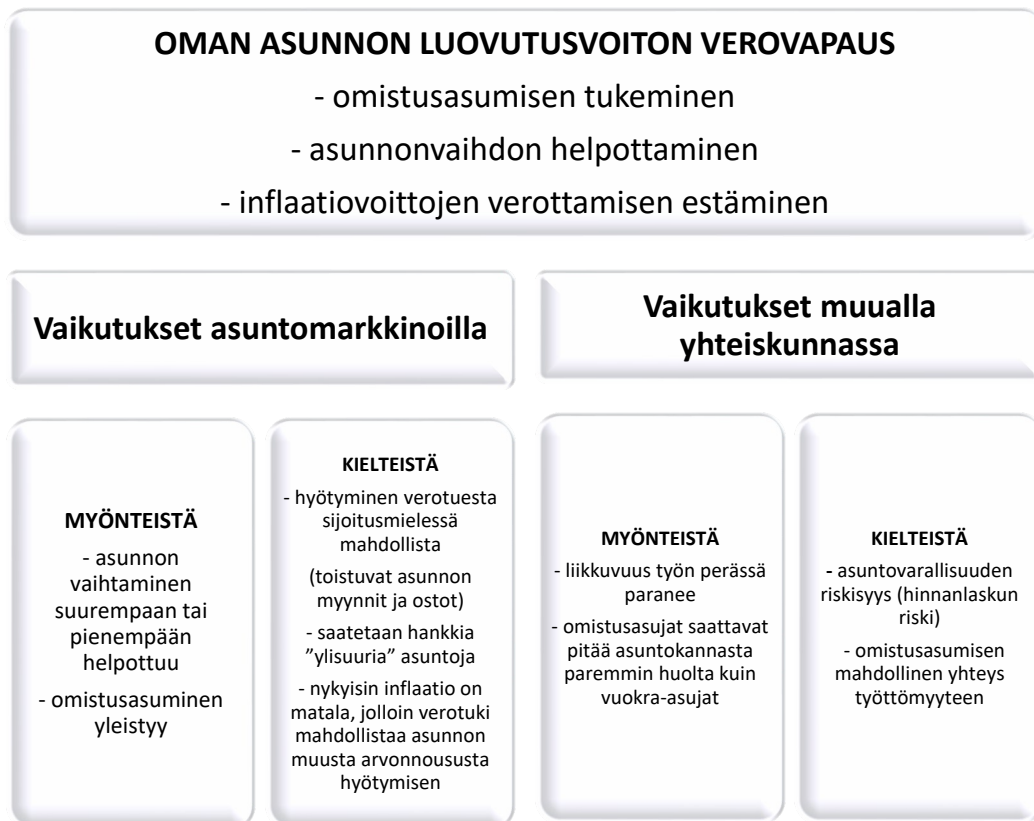 OMAN ASUNNON LUOVUTUSVOITON VEROVAPAUS
- omistusasumisen tukeminen
- asunnonvaihdon helpottaminen
- inflaatiovoittojen verottamisen estäminen
Vaikutukset asuntomarkkinoilla
Vaikutukset muualla
yhteiskunnassa
MYÖNTEISTÄ
- asunnon
vaihtaminen
suurempaan tai
pienempään
helpottuu
- omistusasuminen
yleistyy
KIELTEISTÄ
- hyötyminen verotuesta
sijoitusmielessä
mahdollista
(toistuvat asunnon
myynnit ja ostot)
- saatetaan hankkia
”ylisuuria” asuntoja
- nykyisin inflaatio on
matala, jolloin verotuki
mahdollistaa asunnon
muusta arvonnoususta
hyötymisen
MYÖNTEISTÄ
- liikkuvuus työn perässä
paranee
- omistusasujat saattavat
pitää asuntokannasta
paremmin huolta kuin
vuokra-asujat
KIELTEISTÄ
- asuntovarallisuuden
riskisyys (hinnanlaskun
riski)
- omistusasumisen
mahdollinen yhteys
työttömyyteen